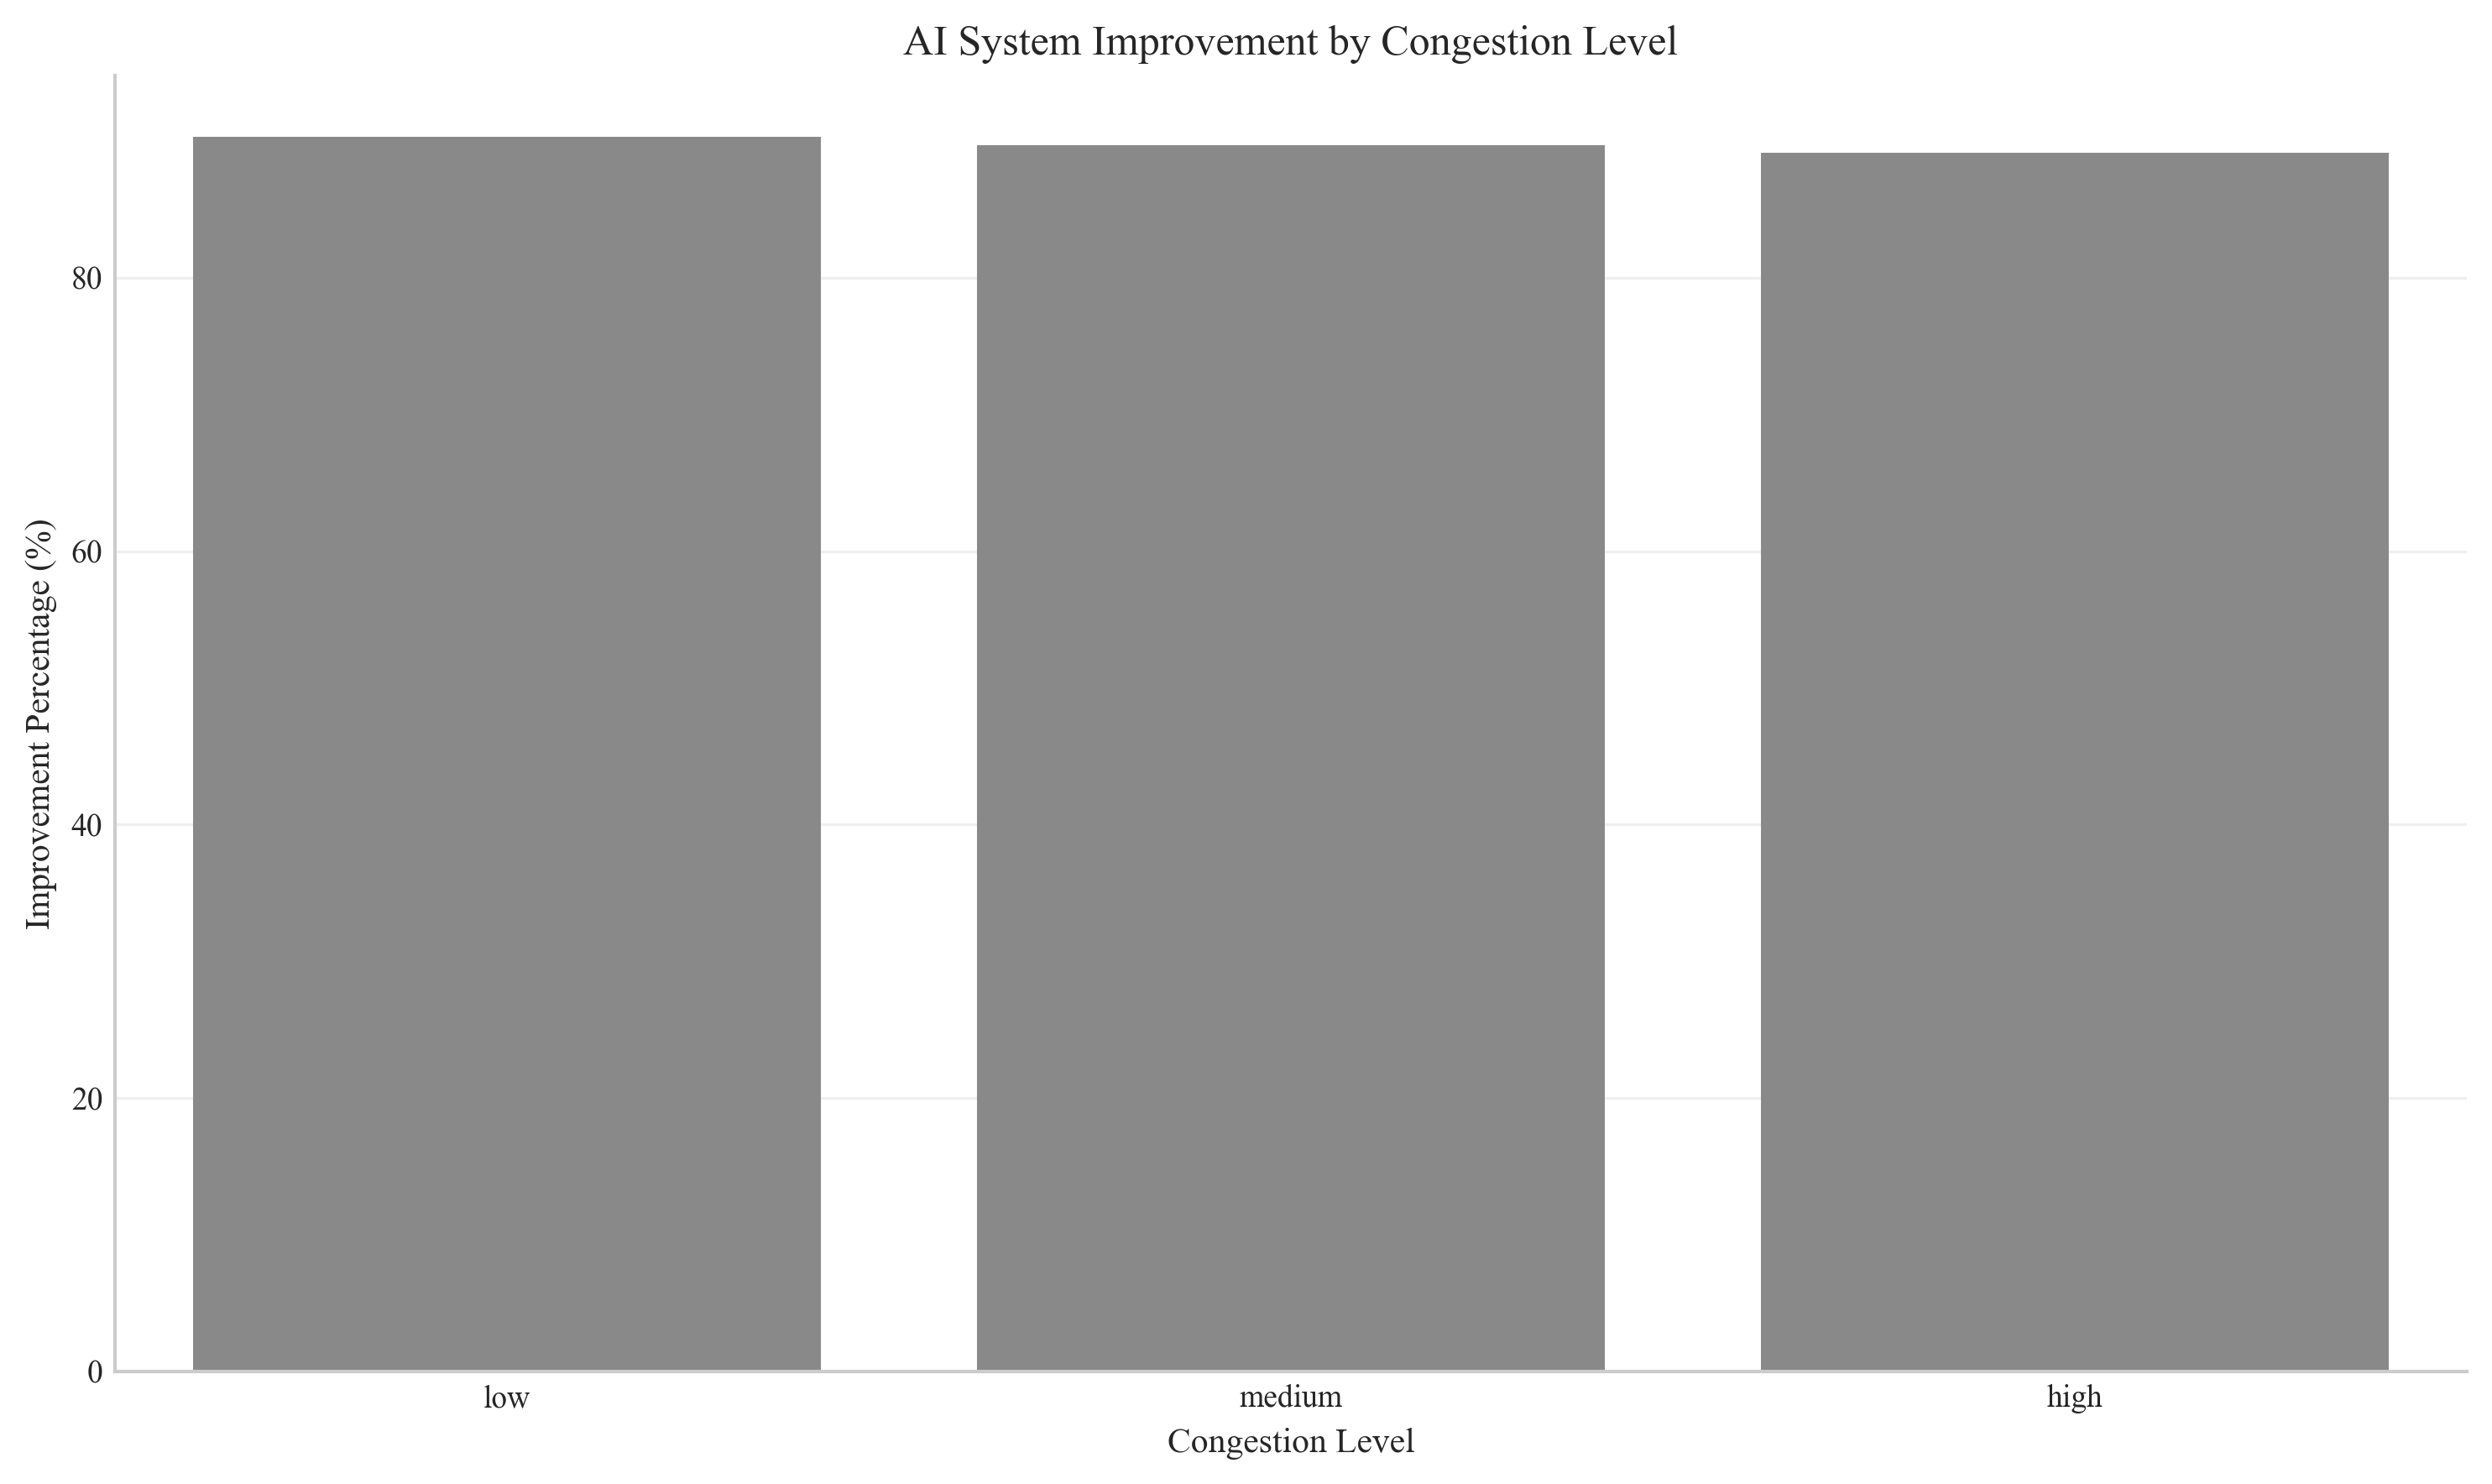 AI System Improvement by Congestion Level
Improvement Percentage (%)
80
60
40
20
0
low medium high
Congestion Level